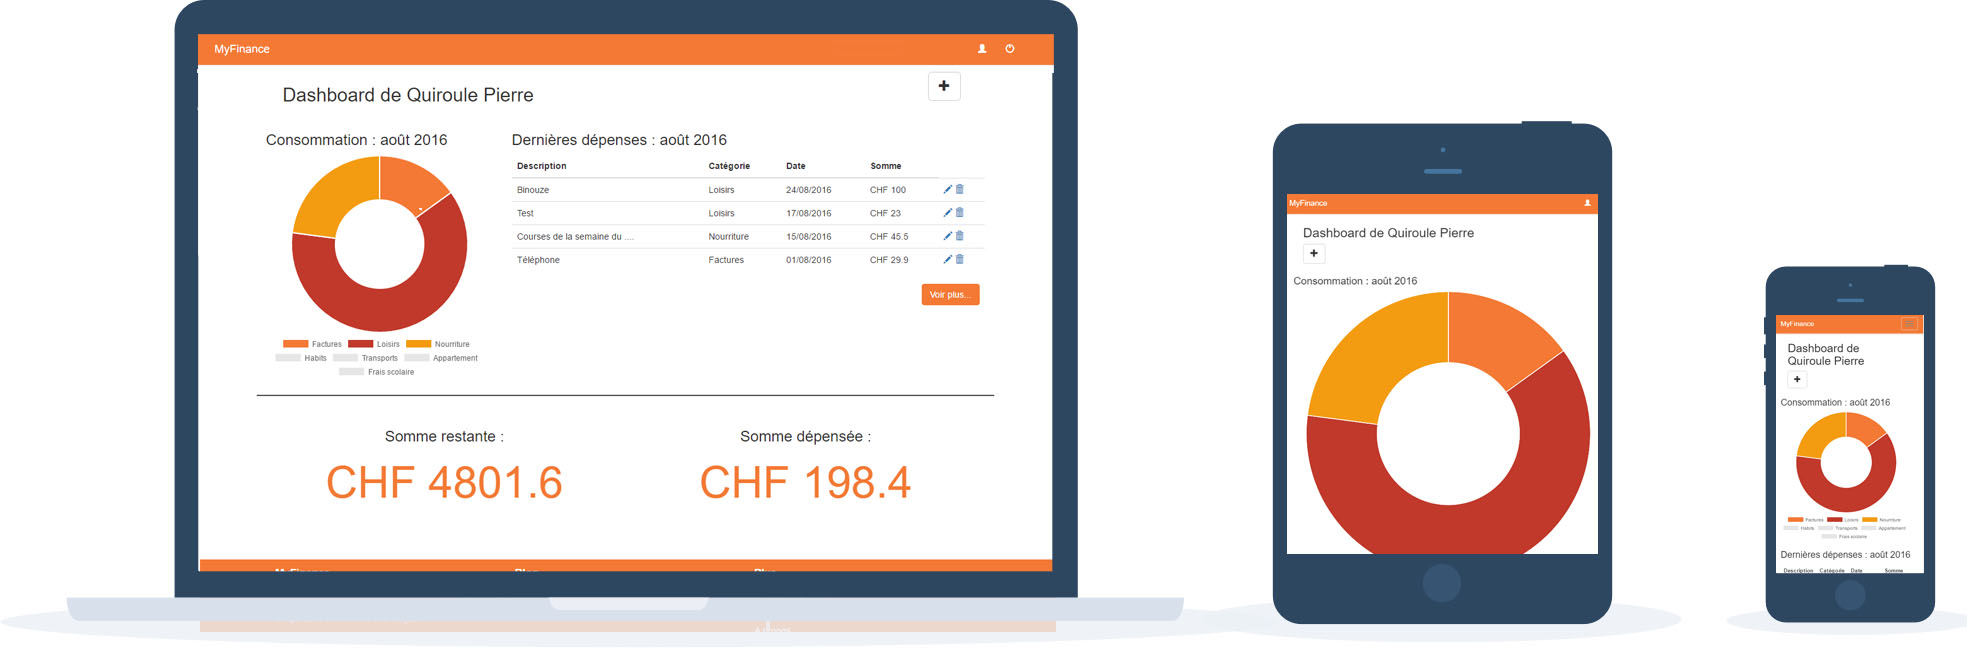 MyFinance
Dashboard de Quiroule Pierre
Consommation : août 2016
Factures Loisirs Nourriture
Habits Transports Appartement
Frais scolaire
Dernières dépenses : août 2016
Description Catégorie Date Somme
Binouze Loisirs 24/08/2016 CHF 100
Test Loisirs 17/08/2016 CHF 23
Courses de la semaine du .... Nourriture 15/08/2016 CHF 45.5
Téléphone Factures 01/08/2016 CHF 29.9
Voir plus...
Somme restante :
CHF 4801.6
Somme dépensée :
CHF 198.4
MyFinance
Dashboard de Quiroule Pierre
Consommation : août 2016
MyFinance
Dashboard de
Quiroule Pierre
Consommation : août 2016
Factures Loisirs Nourriture
Habits Transports Appartement
Frais scolaire
Dernières dépenses : août 2016
Description Catégorie Date Somme